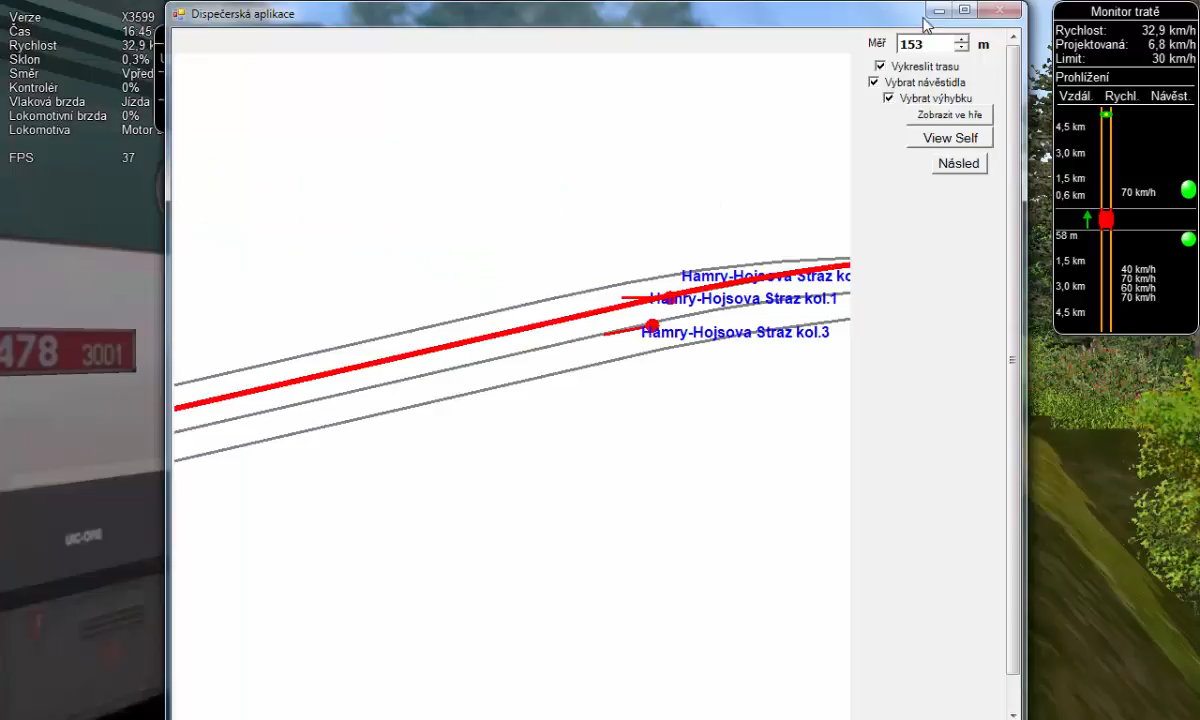 Verze X3599
Čas 16:45
Rychlost 32,9
Sklon 0,3%
Směr Vpřed
Kontrolér 0%
Vlaková brzda Jízda
Lokomotivní brzda 0%
Lokomotiva Motor
FPS 37
478 3001
Dispečerská aplikace
Měř 153 m
Vykreslit trasu
Vybrat návěstidla
Vybrat výhybku
Zobrazit ve hře
View Self
Násled
Hamry-Hojsova Straz ko
Hamry-Hojsova Straz kol.1
Hamry-Hojsova Straz kol.3
Monitor tratě
Rychlost: 32,9 km/h
Projektovaná: 6,8 km/h
Limit: 30 km/h
Prohlížení
Vzdál. Rychl. Návěst.
4,5 km
3,0 km
1,5 km
0,6 km 70 km/h
58 m
1,5 km 40 km/h
70 km/h
3,0 km 60 km/h
70 km/h
4,5 km